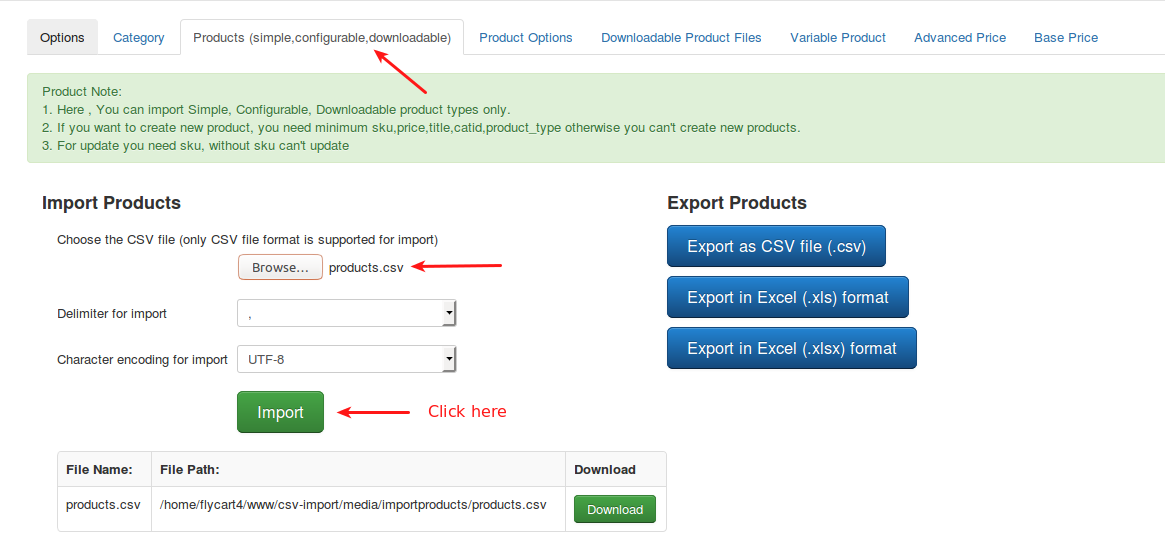 Options Category Products (simple,configurable,downloadable) Product Options Downloadable Product Files Variable Product Advanced Price Base Price
Product Note:
1. Here , You can import Simple, Configurable, Downloadable product types only.
2. If you want to create new product, you need minimum sku,price,title,catid,product_type otherwise you can't create new products.
3. For update you need sku, without sku can't update
Import Products
Choose the CSV file (only CSV file format is supported for import)
Browse... products.csv
Delimiter for import ,
Character encoding for import UTF-8
Import Click here
Export Products
Export as CSV file (.csv)
Export in Excel (.xls) format
Export in Excel (.xlsx) format
File Name: File Path: Download
products.csv /home/flycart4/www/csv-import/media/importproducts/products.csv Download